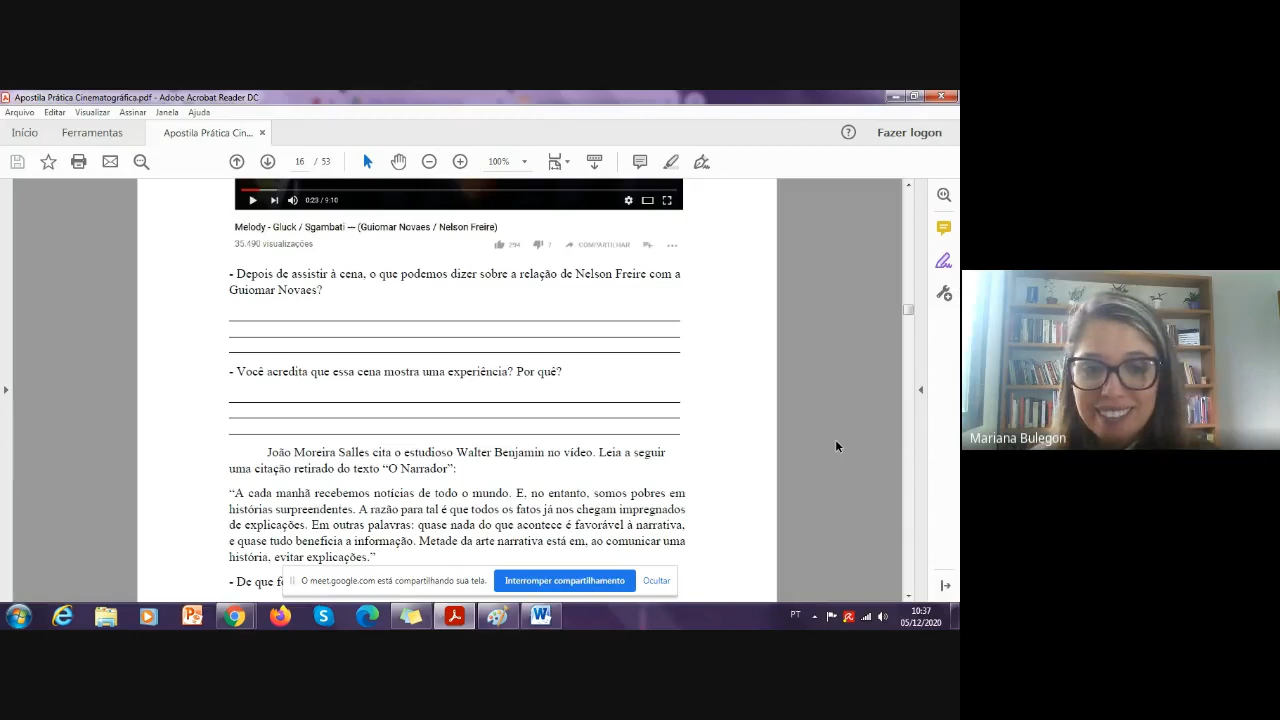 Apostila Prática Cinematográfica.pdf - Adobe Acrobat Reader DC
Arquivo Editar Visualizar Assinar Janela Ajuda
Início Ferramentas Apostila Prática Cin... × Fazer logon
16 / 53 100%
0:23 / 9:10
Melody - Gluck / Sgambati -- (Guiomar Novaes / Nelson Freire)
35.490 visualizações 294 7 COMPARTILHAR
- Depois de assistir à cena, o que podemos dizer sobre a relação de Nelson Freire com a
Guiomar Novaes?
- Você acredita que essa cena mostra uma experiência? Por quê?
João Moreira Salles cita o estudioso Walter Benjamin no vídeo. Leia a seguir
uma citação retirado do texto “O Narrador”:
“A cada manhã recebemos notícias de todo o mundo. E, no entanto, somos pobres em
histórias surpreendentes. A razão para tal é que todos os fatos já nos chegam impregnados
de explicações. Em outras palavras: quase nada do que acontece é favorável à narrativa,
e quase tudo beneficia a informação. Metade da arte narrativa está em, ao comunicar uma
história, evitar explicações.”
- De que
O meet.google.com está compartilhando sua tela. Interromper compartilhamento Ocultar
PT 10:37
05/12/2020
Mariana Bulegon